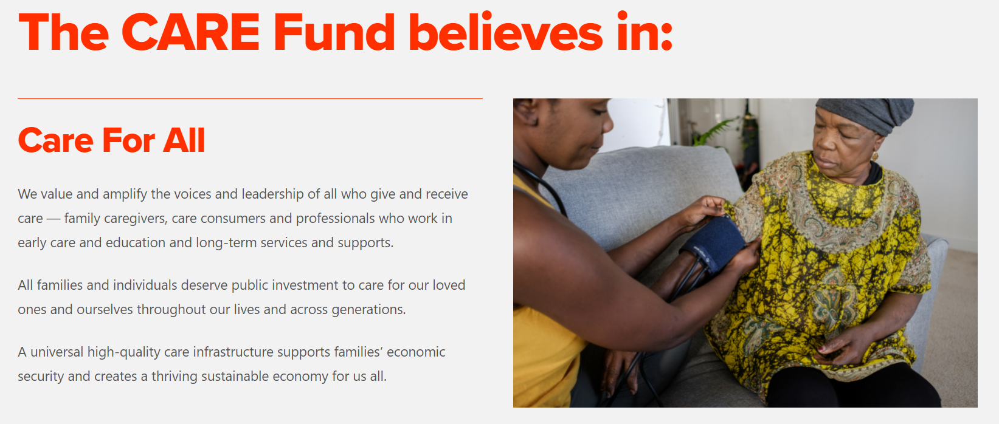 The CARE Fund believes in:
Care For All
We value and amplify the voices and leadership of all who give and receive
care — family caregivers, care consumers and professionals who work in
early care and education and long-term services and supports.
All families and individuals deserve public investment to care for our loved
ones and ourselves throughout our lives and across generations.
A universal high-quality care infrastructure supports families’ economic
security and creates a thriving sustainable economy for us all.